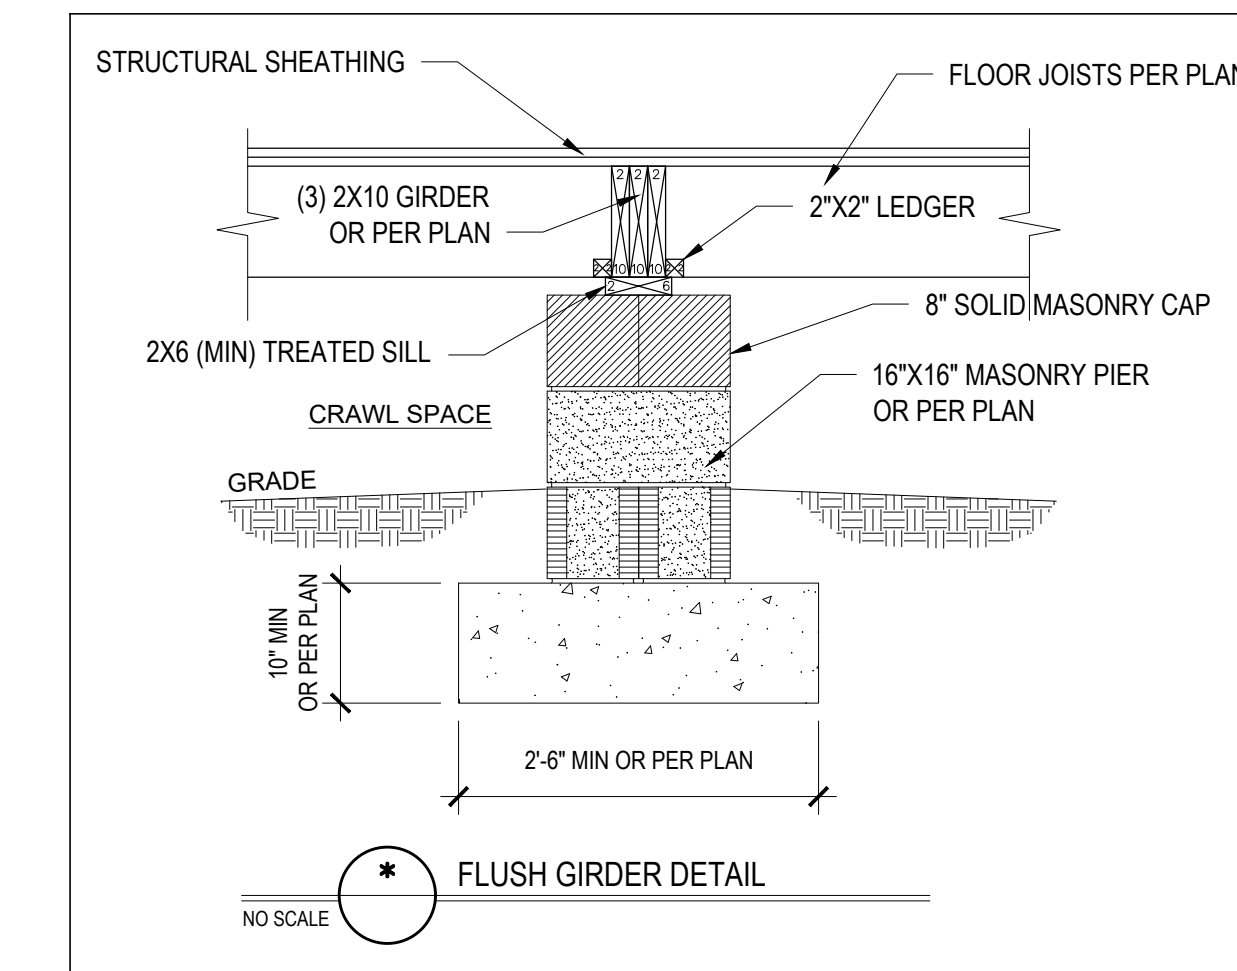 STRUCTURAL SHEATHING
FLOOR JOISTS PER PLAN
(3) 2X10 GIRDER
OR PER PLAN
2"X2" LEDGER
2 2 2
2 2
10 10 10
2 6
8" SOLID MASONRY CAP
2X6 (MIN) TREATED SILL
16"X16" MASONRY PIER
OR PER PLAN
CRAWL SPACE
GRADE
10" MIN
OR PER PLAN
2'-6" MIN OR PER PLAN
*
FLUSH GIRDER DETAIL
NO SCALE